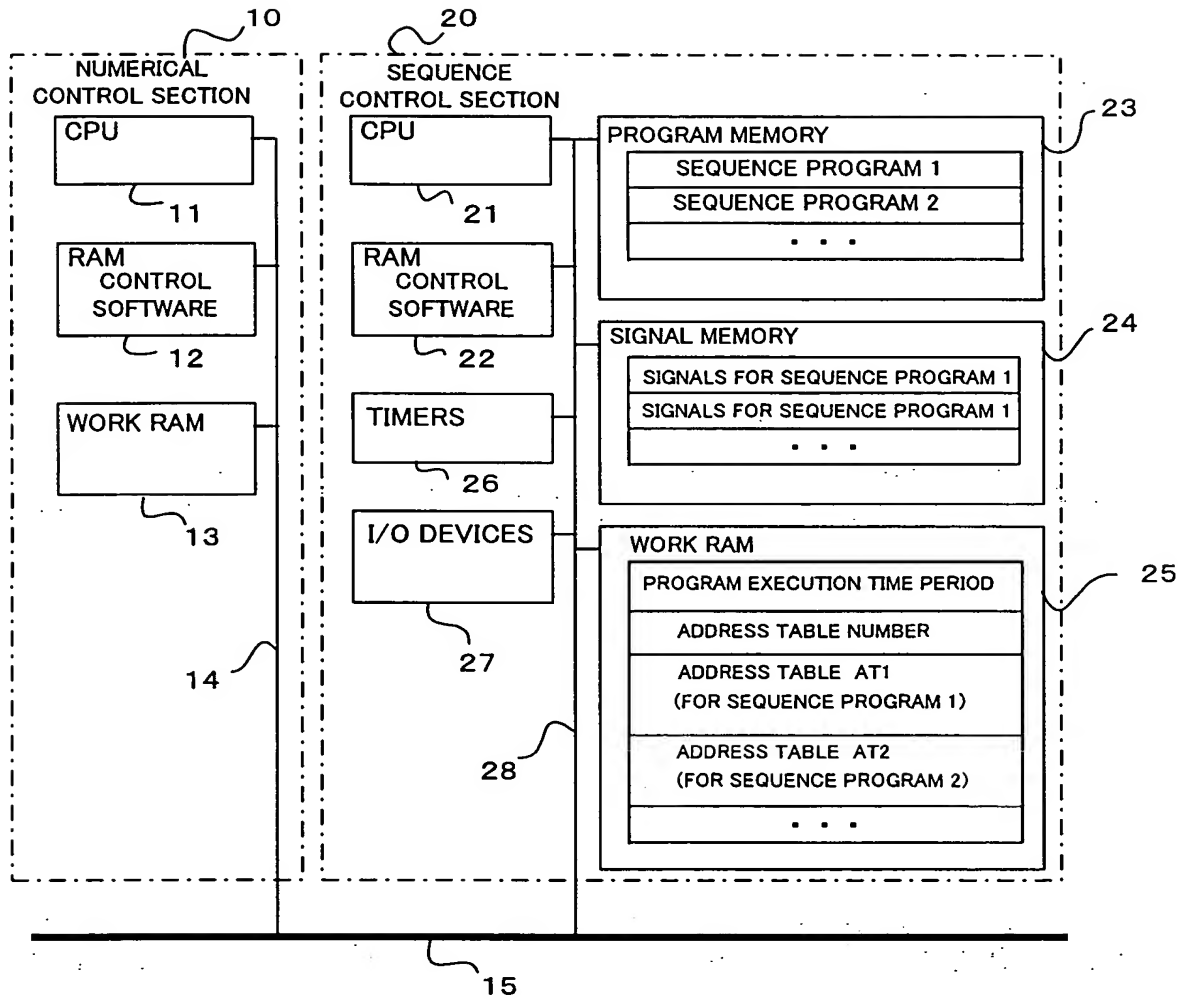 10
20
NUMERICAL
CONTROL SECTION
CPU
11
RAM
CONTROL
SOFTWARE
12
WORK RAM
13
14
SEQUENCE
CONTROL SECTION
CPU
21
RAM
CONTROL
SOFTWARE
22
TIMERS
26
I/O DEVICES
27
28
PROGRAM MEMORY
23
SEQUENCE PROGRAM 1
SEQUENCE PROGRAM 2
. . .
SIGNAL MEMORY
24
SIGNALS FOR SEQUENCE PROGRAM 1
SIGNALS FOR SEQUENCE PROGRAM 1
. . .
WORK RAM
25
PROGRAM EXECUTION TIME PERIOD
ADDRESS TABLE NUMBER
ADDRESS TABLE AT1
(FOR SEQUENCE PROGRAM 1)
ADDRESS TABLE AT2
(FOR SEQUENCE PROGRAM 2)
. . .
15